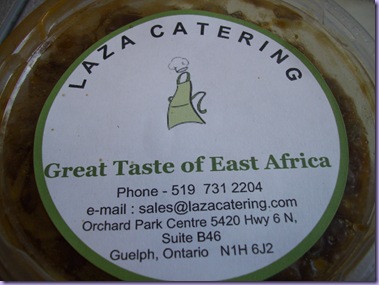 LAZA CATERING
Great Taste of East Africa
Phone - 519 731 2204
e-mail : sales@lazacatering.com
Orchard Park Centre 5420 Hwy 6 N,
Suite B46
Guelph, Ontario N1H 6J2